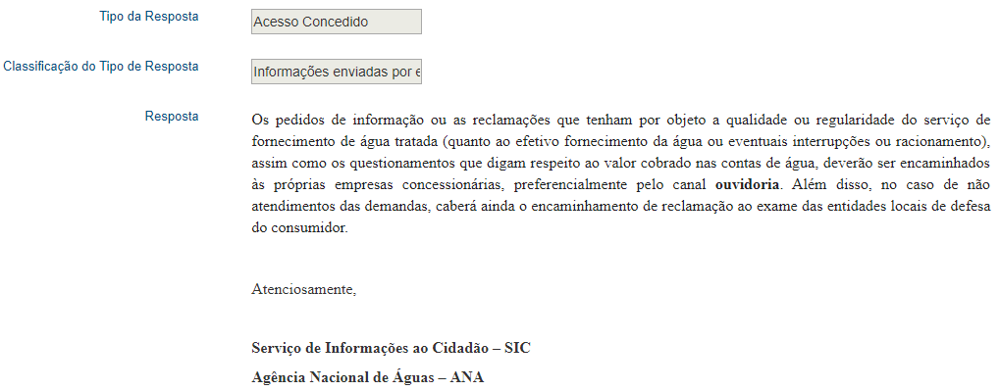 Tipo da Resposta
Acesso Concedido
Classificação do Tipo de Resposta
Informações enviadas por e
Resposta
Os pedidos de informação ou as reclamações que tenham por objeto a qualidade ou regularidade do serviço de
fornecimento de água tratada (quanto ao efetivo fornecimento da água ou eventuais interrupções ou racionamento),
assim como os questionamentos que digam respeito ao valor cobrado nas contas de água, deverão ser encaminhados
às próprias empresas concessionárias, preferencialmente pelo canal ouvidoria. Além disso, no caso de não
atendimentos das demandas, caberá ainda o encaminhamento de reclamação ao exame das entidades locais de defesa
do consumidor.
Atenciosamente,
Serviço de Informações ao Cidadão – SIC
Agência Nacional de Águas – ANA